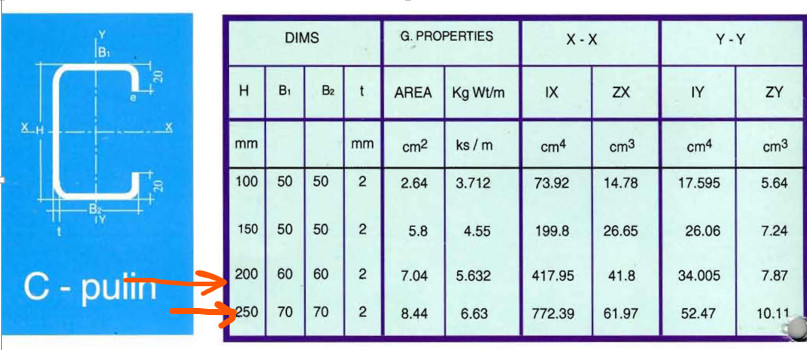 Y
B1
20
e
X H X
20
B2
Y
t
C - pulin
DIMS G. PROPERTIES X - X Y - Y
H B1 B2 t AREA Kg Wt/m IX ZX IY ZY
mm mm cm2 ks / m cm4 cm3 cm4 cm3
100 50 50 2 2.64 3.712 73.92 14.78 17.595 5.64
150 50 50 2 5.8 4.55 199.8 26.65 26.06 7.24
200 60 60 2 7.04 5.632 417.95 41.8 34.005 7.87
250 70 70 2 8.44 6.63 772.39 61.97 52.47 10.11